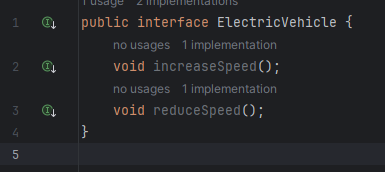 1 usage 2 implementations
1 public interface ElectricVehicle {
no usages 1 implementation
2 void increaseSpeed();
no usages 1 implementation
3 void reduceSpeed();
4 }
5